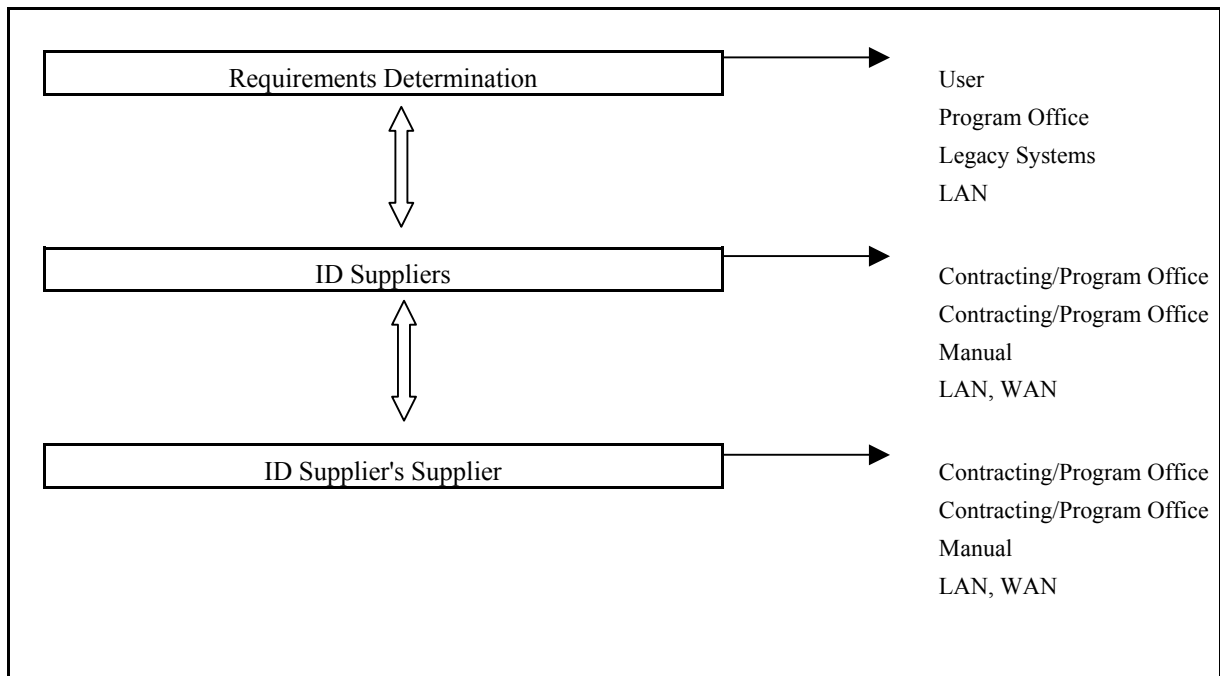 Requirements Determination
User
Program Office
Legacy Systems
LAN
ID Suppliers
Contracting/Program Office
Contracting/Program Office
Manual
LAN, WAN
ID Supplier's Supplier
Contracting/Program Office
Contracting/Program Office
Manual
LAN, WAN